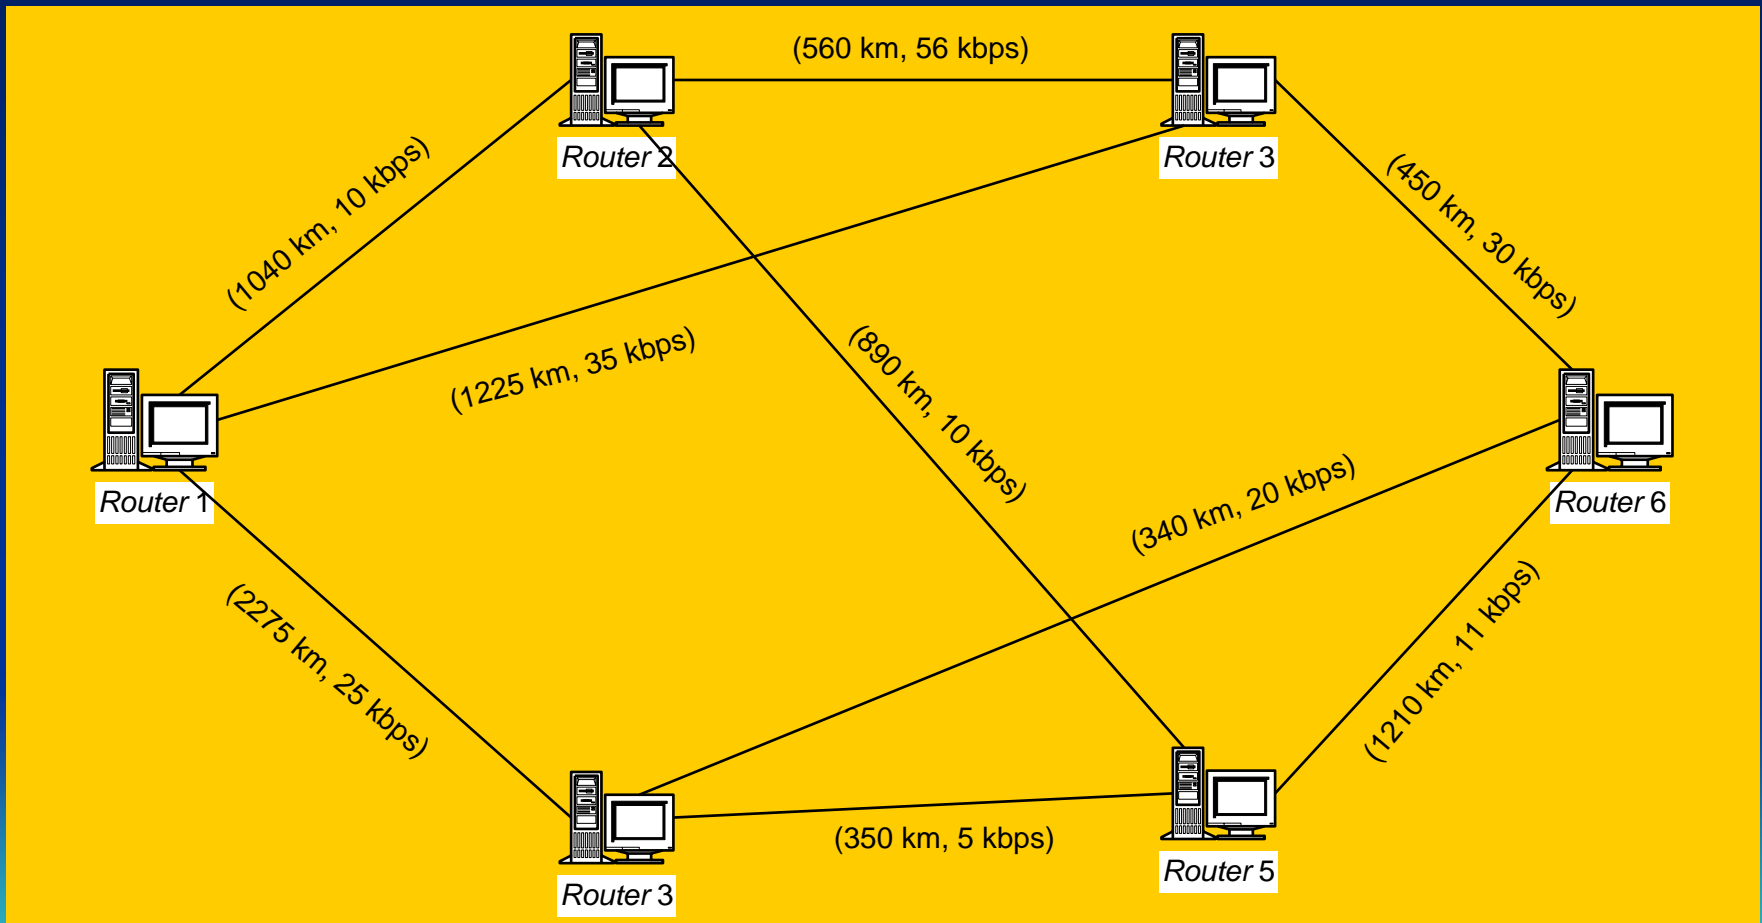 (560 km, 56 kbps)
Router 2
Router 3
(1040 km, 10 kbps)
(450 km, 30 kbps)
(1225 km, 35 kbps)
(890 km, 10 kbps)
Router 1
(340 km, 20 kbps)
Router 6
(2275 km, 25 kbps)
(1210 km, 11 kbps)
(350 km, 5 kbps)
Router 3
Router 5